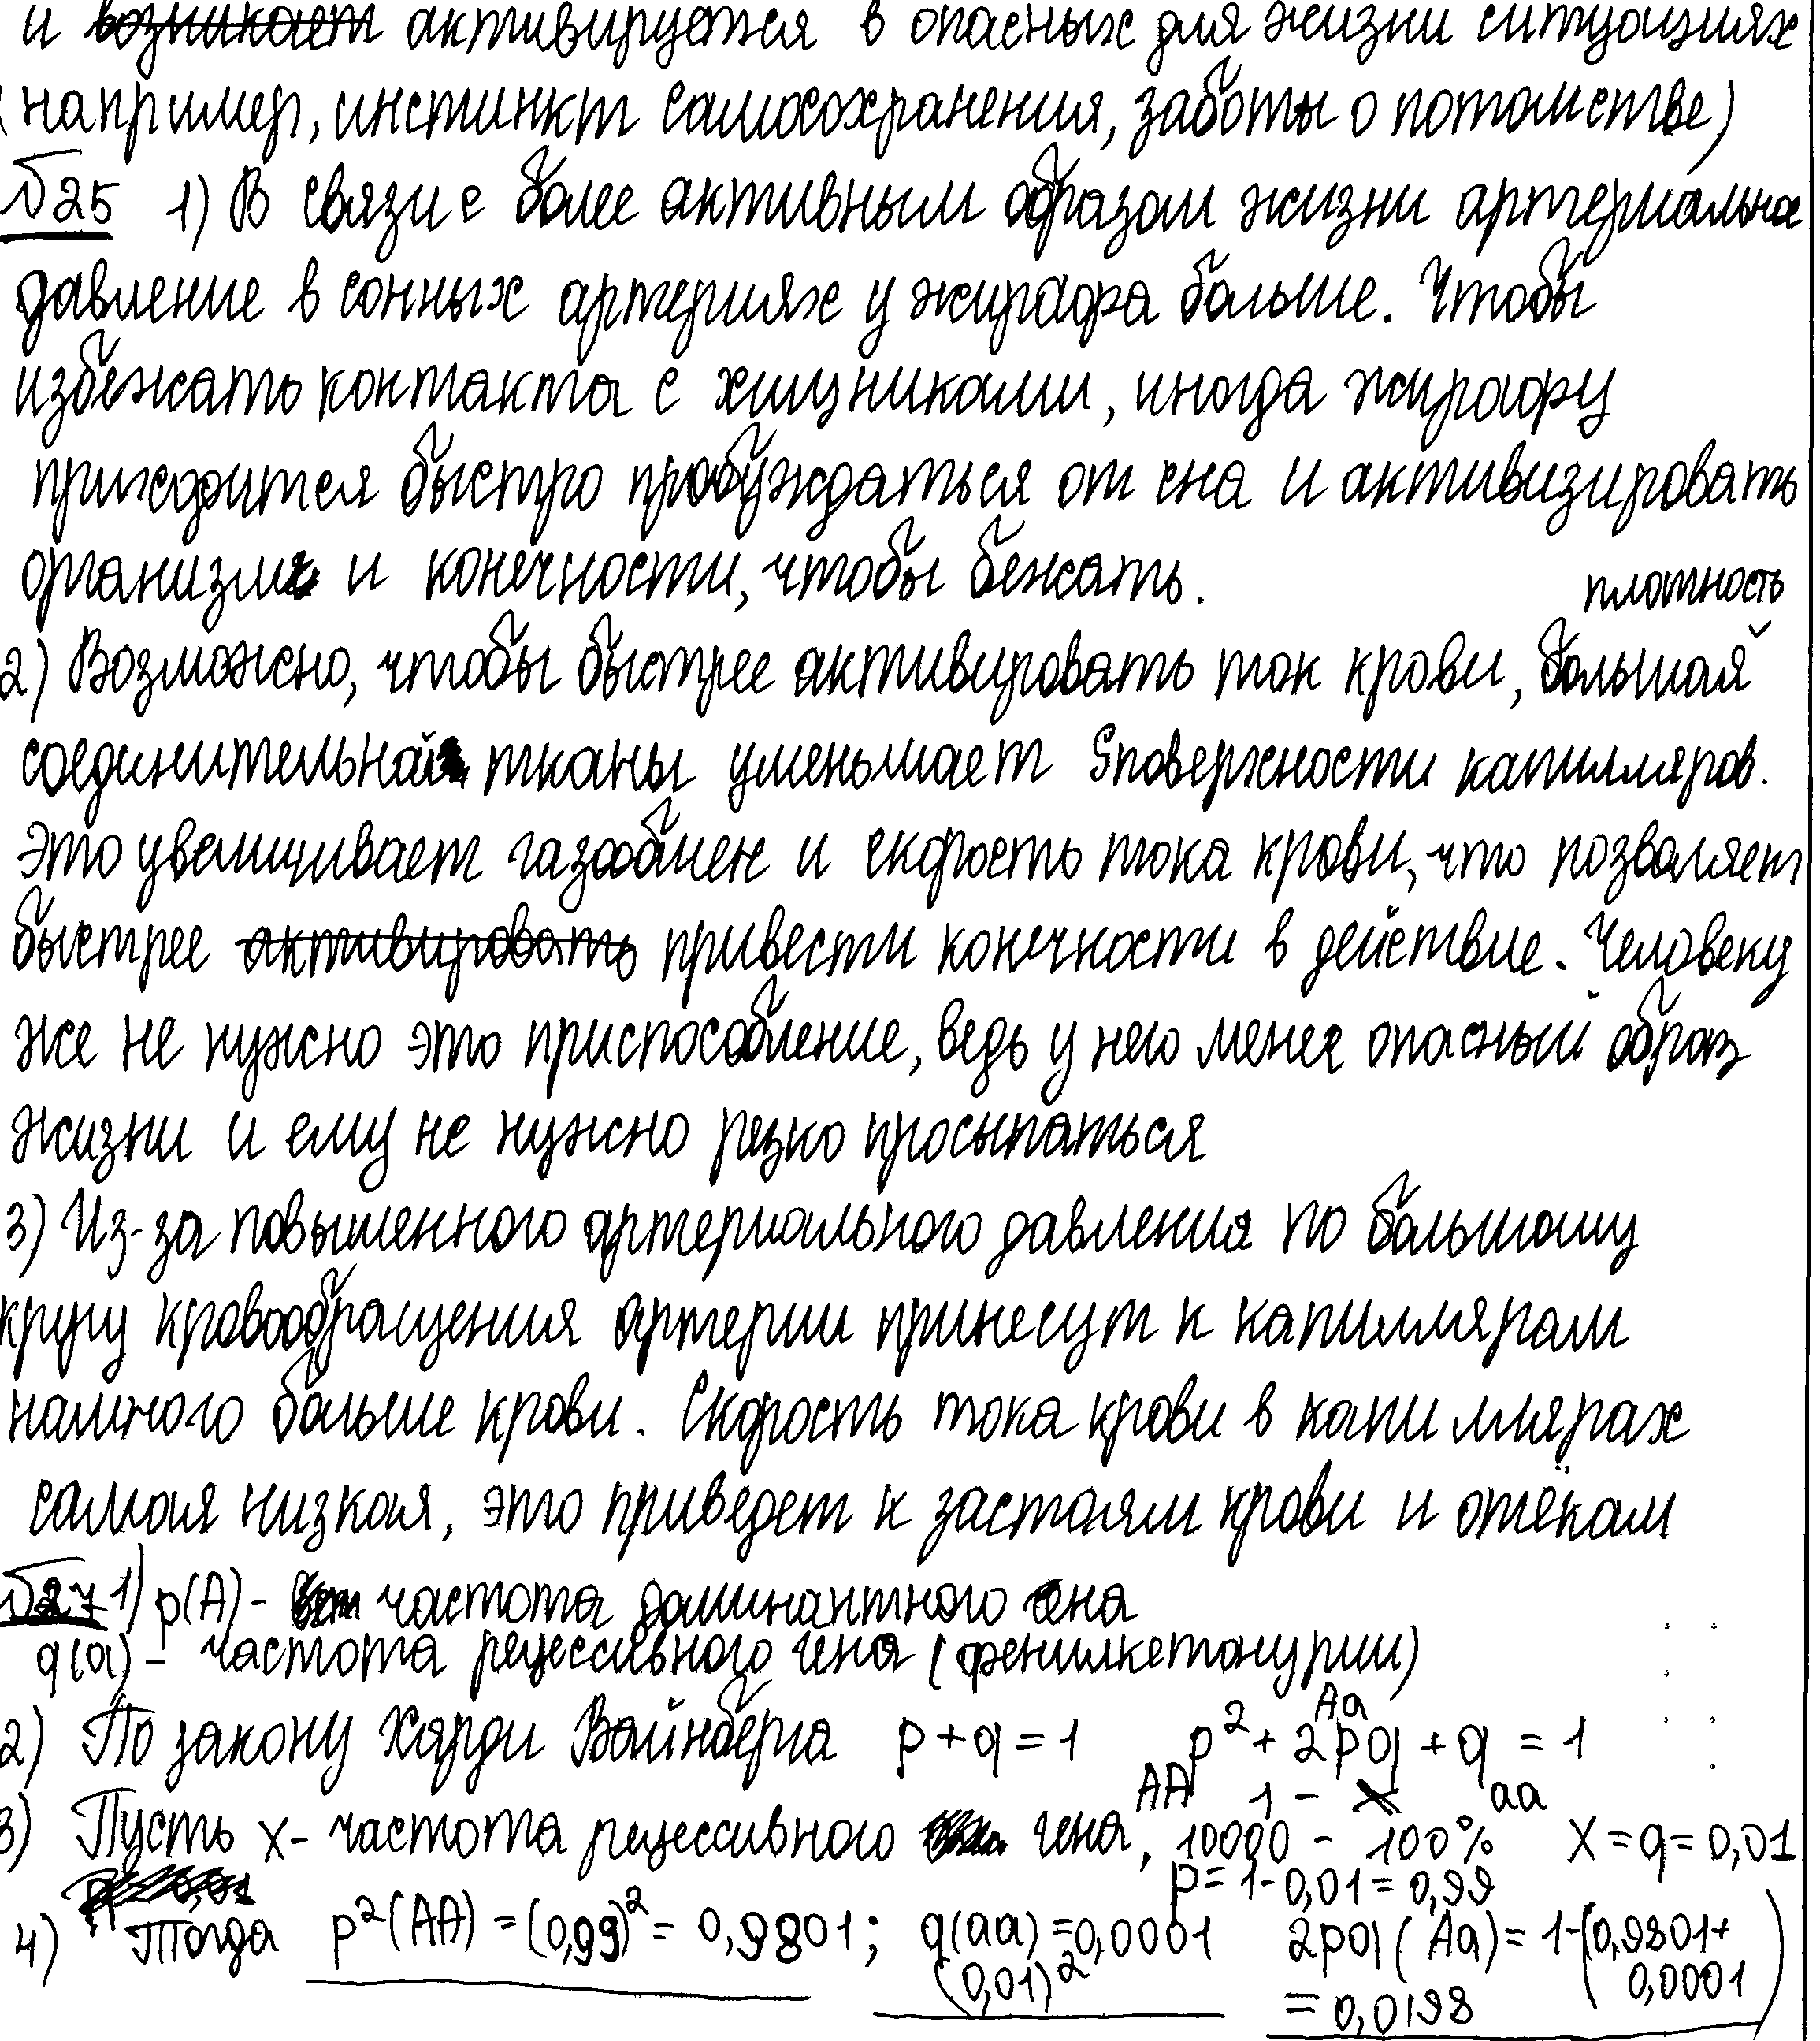 и возникает активируется в опасных для жизни ситуациях
(например, инстинкт самосохранения, заботы о потомстве)
№25 1) В связи с более активным образом жизни артериальное
давление в сонных артериях у жирафа больше. Чтобы
избежать контакта с хищниками, иногда жирафу
приходится быстро пробуждаться от сна и активизировать
организм и конечности, чтобы бежать.
плотность
2) Возможно, чтобы быстрее активировать ток крови, большая
соединительной ткани уменьшает S поверхности капилляров.
Это увеличивает газообмен и скорость тока крови, что позволяет
быстрее активировать привести конечности в действие. Человеку
же не нужно это приспособление, ведь у него менее опасный образ
жизни и ему не нужно резко просыпаться
3) Из-за повышенного артериального давления по большому
кругу кровообращения артерии принесут к капиллярам
намного больше крови. Скорость тока крови в капиллярах
самая низкая, это приведет к застоям крови и отёкам
№27 1) p(A) - частота доминантного гена
q(a) - частота рецессивного гена (фенилкетонурии)
2) По закону Харди Вайнберга p + q = 1 p² + 2pq + q = 1
Aa
AA 1 - x aa
3) Пусть x - частота рецессивного гена, 10000 - 100% x = q = 0,01
0,01 p = 1 - 0,01 = 0,99
4) Тогда p²(AA) = (0,99)² = 0,9801; q(aa) = 0,0001 2pq(Aa) = 1-(0,9801+
(0,01)² 0,0001)
= 0,0198